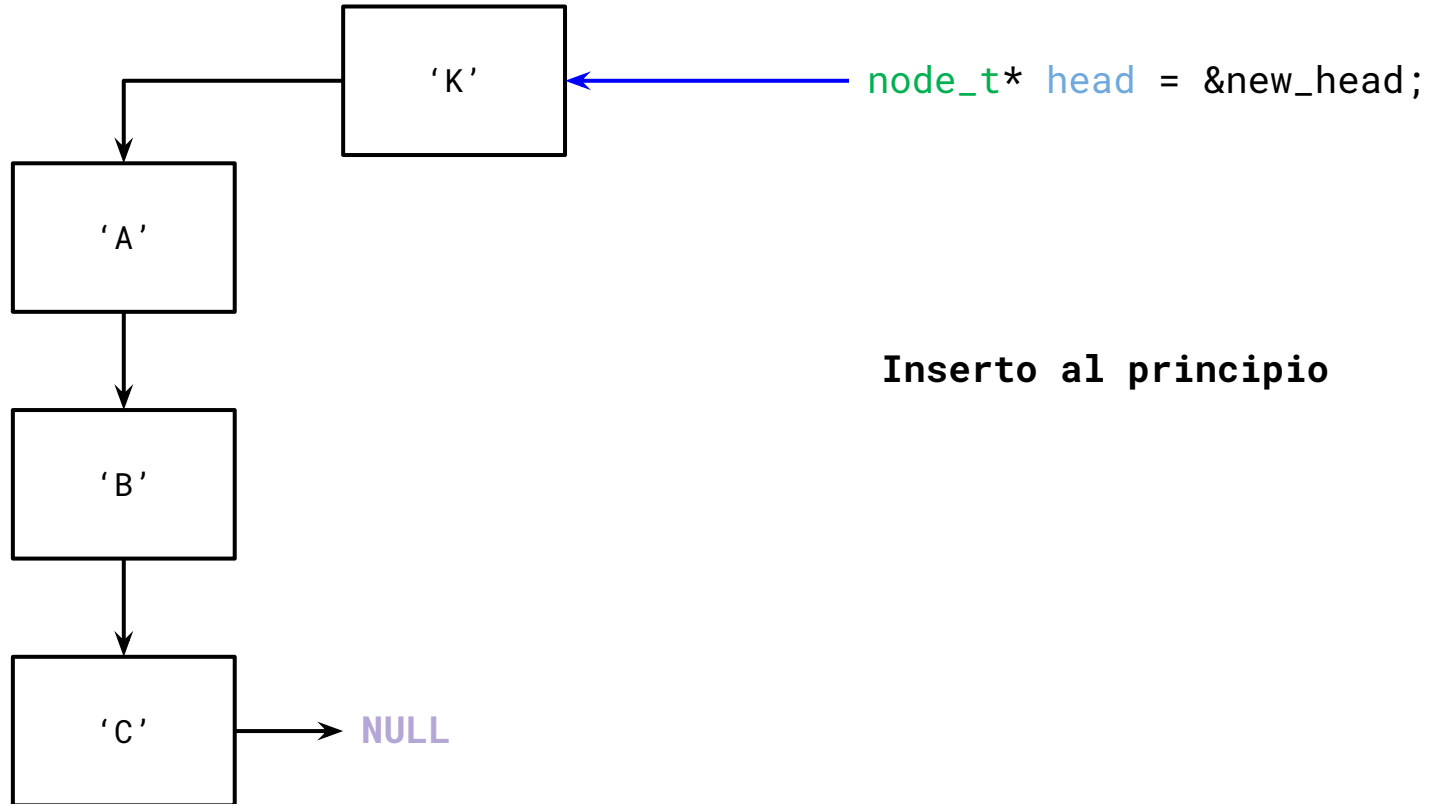 ‘K’
node_t* head = &new_head;
‘A’
Inserto al principio
‘B’
‘C’
NULL